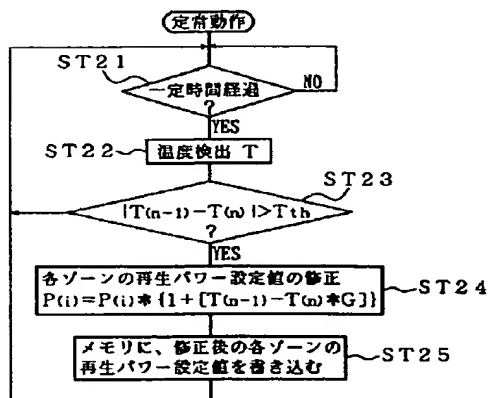 定常動作
ST21
一定時間経過
?
NO
YES
ST22
温度検出 T
ST23
|T(n-1)-T(n)|>Tth
?
YES
各ゾーンの再生パワー設定値の修正
P(i)=P(i)*{1+[T(n-1)-T(n)*G]}
ST24
メモリに、修正後の各ゾーンの
再生パワー設定値を書き込む
ST25